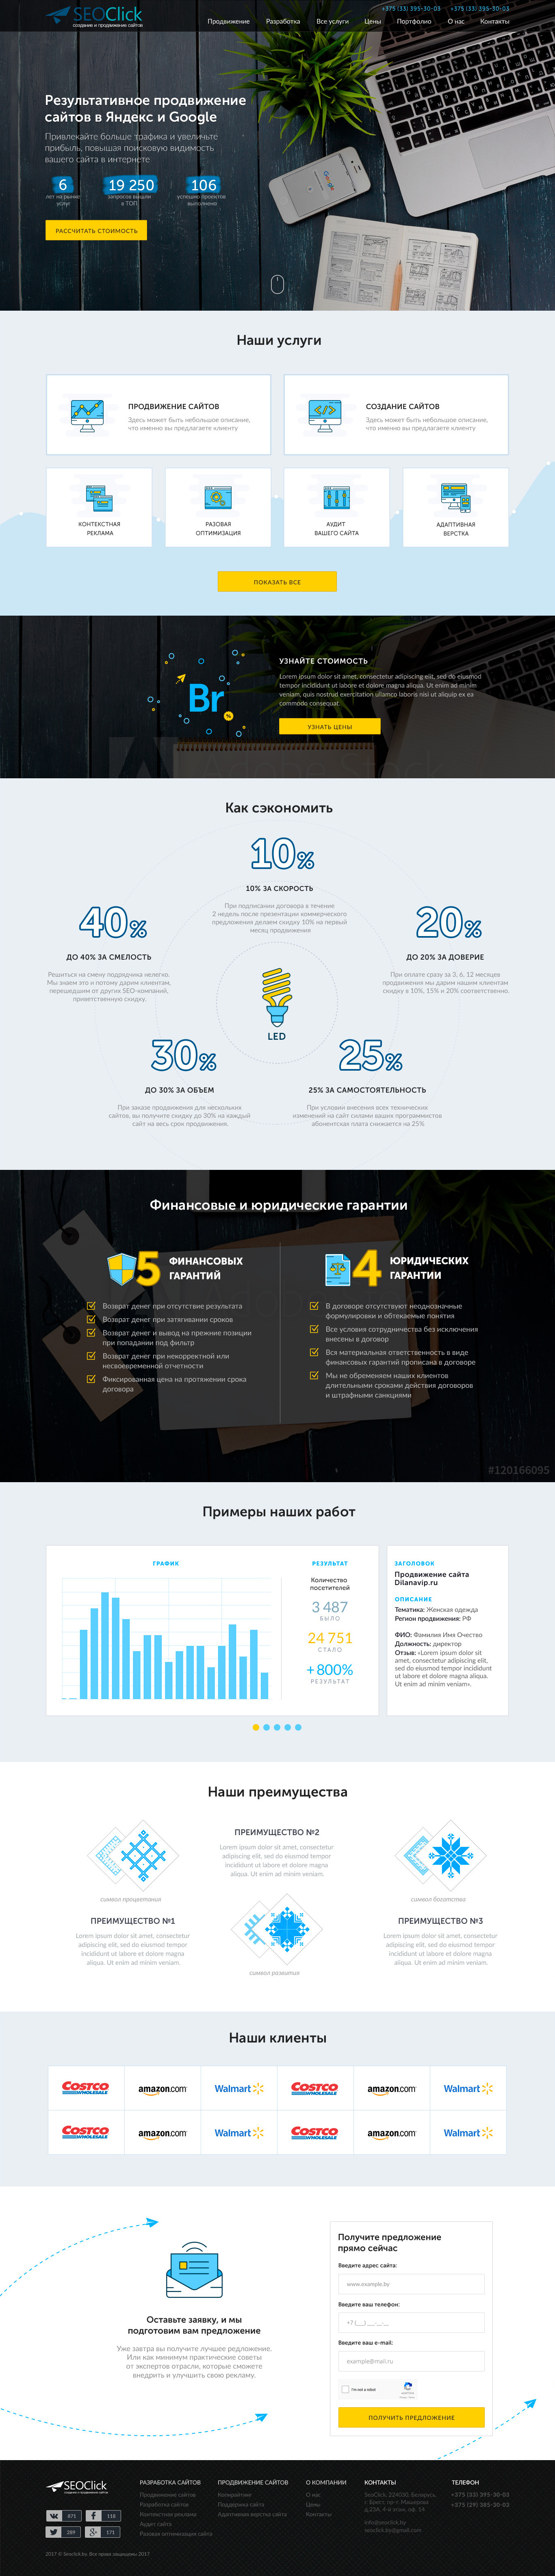 SEOClick
создание и продвижение сайтов
+375 (33) 395-30-03 +375 (33) 395-30-03
Продвижение Разработка Все услуги Цены Портфолио О нас Контакты
Результативное продвижение
сайтов в Яндекс и Google
Привлекайте больше трафика и увеличьте
прибыль, повышая поисковую видимость
вашего сайта в интернете
6 19 250 106
лет на рынке услуг
запросов вышли в ТОП
успешно проектов выполнено
РАССЧИТАТЬ СТОИМОСТЬ
Наши услуги
ПРОДВИЖЕНИЕ САЙТОВ
Здесь может быть небольшое описание,
что именно вы предлагаете клиенту
СОЗДАНИЕ САЙТОВ
Здесь может быть небольшое описание,
что именно вы предлагаете клиенту
КОНТЕКСТНАЯ
РЕКЛАМА
РАЗОВАЯ
ОПТИМИЗАЦИЯ
АУДИТ
ВАШЕГО САЙТА
АДАПТИВНАЯ
ВЕРСТКА
ПОКАЗАТЬ ВСЕ
Br
%
УЗНАЙТЕ СТОИМОСТЬ
Lorem ipsum dolor sit amet, consectetur adipiscing elit, sed do eiusmod
tempor incididunt ut labore et dolore magna aliqua. Ut enim ad minim
veniam, quis nostrud exercitation ullamco laboris nisi ut aliquip ex ea
commodo consequat.
УЗНАТЬ ЦЕНЫ
Как сэкономить
10%
10% ЗА СКОРОСТЬ
При подписании договора в течение
2 недель после презентации коммерческого
предложения делаем скидку 10% на первый
месяц продвижения
40%
ДО 40% ЗА СМЕЛОСТЬ
Решиться на смену подрядчика нелегко.
Мы знаем это и потому дарим клиентам,
перешедшим от других SEO-компаний,
приветственную скидку.
20%
ДО 20% ЗА ДОВЕРИЕ
При оплате сразу за 3, 6, 12 месяцев
продвижения мы дарим нашим клиентам
скидку в 10%, 15% и 20% соответственно.
LED
30%
ДО 30% ЗА ОБЪЕМ
При заказе продвижения для нескольких
сайтов, вы получите скидку до 30% на каждый
сайт на весь срок продвижения.
25%
25% ЗА САМОСТОЯТЕЛЬНОСТЬ
При условии внесения всех технических
изменений на сайт силами ваших программистов
абонентская плата снижается на 25%
Финансовые и юридические гарантии
5 ФИНАНСОВЫХ
ГАРАНТИЙ
Возврат денег при отсутствие результата
Возврат денег при затягивании сроков
Возврат денег и вывод на прежние позиции
при попадании под фильтр
Возврат денег при некорректной или
несвоевременной отчетности
Фиксированная цена на протяжении срока
договора
4 ЮРИДИЧЕСКИХ
ГАРАНТИИ
В договоре отсутствуют неоднозначные
формулировки и обтекаемые понятия
Все условия сотрудничества без исключения
внесены в договор
Вся материальная ответственность в виде
финансовых гарантий прописана в договоре
Мы не обременяем наших клиентов
длительными сроками действия договоров
и штрафными санкциями
#120166095
Примеры наших работ
ГРАФИК
РЕЗУЛЬТАТ
Количество
посетителей
3 487
БЫЛО
24 751
СТАЛО
+800%
РЕЗУЛЬТАТ
ЗАГОЛОВОК
Продвижение сайта
Dilanavip.ru
ОПИСАНИЕ
Тематика: Женская одежда
Регион продвижения: РФ
ФИО: Фамилия Имя Очество
Должность: директор
Отзыв: «Lorem ipsum dolor sit
amet, consectetur adipiscing elit,
sed do eiusmod tempor incididunt
ut labore et dolore magna aliqua.
Ut enim ad minim veniam».
Наши преимущества
символ процветания
ПРЕИМУЩЕСТВО №1
Lorem ipsum dolor sit amet, consectetur
adipiscing elit, sed do eiusmod tempor
incididunt ut labore et dolore magna
aliqua. Ut enim ad minim veniam.
ПРЕИМУЩЕСТВО №2
Lorem ipsum dolor sit amet, consectetur
adipiscing elit, sed do eiusmod tempor
incididunt ut labore et dolore magna
aliqua. Ut enim ad minim veniam.
символ развития
символ богатства
ПРЕИМУЩЕСТВО №3
Lorem ipsum dolor sit amet, consectetur
adipiscing elit, sed do eiusmod tempor
incididunt ut labore et dolore magna
aliqua. Ut enim ad minim veniam.
Наши клиенты
COSTCO WHOLESALE amazon.com Walmart COSTCO WHOLESALE amazon.com Walmart
COSTCO WHOLESALE amazon.com Walmart COSTCO WHOLESALE amazon.com Walmart
Оставьте заявку, и мы
подготовим вам предложение
Уже завтра вы получите лучшее редложение.
Или как минимум практические советы
от экспертов отрасли, которые сможете
внедрить и улучшить свою рекламу.
Получите предложение
прямо сейчас
Введите адрес сайта:
www.example.by
Введите ваш телефон:
+7 (___) ___-__-__
Введите ваш e-mail:
example@mail.ru
I'm not a robot
ПОЛУЧИТЬ ПРЕДЛОЖЕНИЕ
SEOClick
создание и продвижение сайтов
871 118
289 171
РАЗРАБОТКА САЙТОВ
Продвижение сайтов
Разработка сайтов
Контекстная реклама
Аудит сайта
Разовая оптимизация сайта
ПРОДВИЖЕНИЕ САЙТОВ
Копирайтинг
Поддержка сайта
Адаптивная верстка сайта
О КОМПАНИИ
О нас
Цены
Контакты
КОНТАКТЫ
SeoClick, 224030, Беларусь,
г. Брест, пр-т. Машерова
д.23А, 4-й этаж, оф. 14
info@seoclick.by
seoclick.by@gmail.com
ТЕЛЕФОН
+375 (33) 395-30-03
+375 (29) 395-30-03
2017 © Seoclick.by. Все права защищены 2017